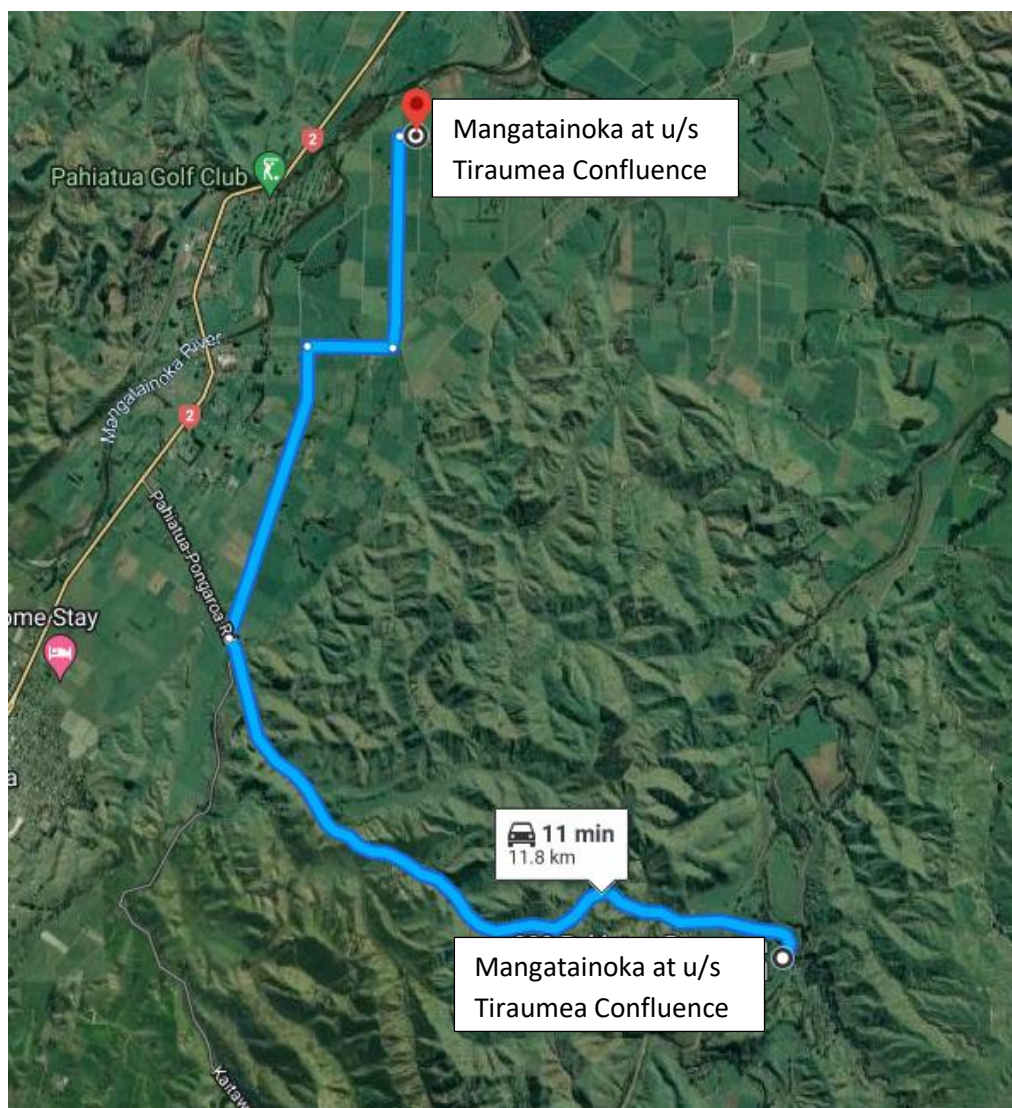 Mangatainoka at u/s
Tiraumea Confluence
2
Pahiatua Golf Club
Mangatainoka River
2
Pahiatua-Pongaroa R
ome Stay
a
11 min
11.8 km
Mangatainoka at u/s
Tiraumea Confluence
Kaitaw